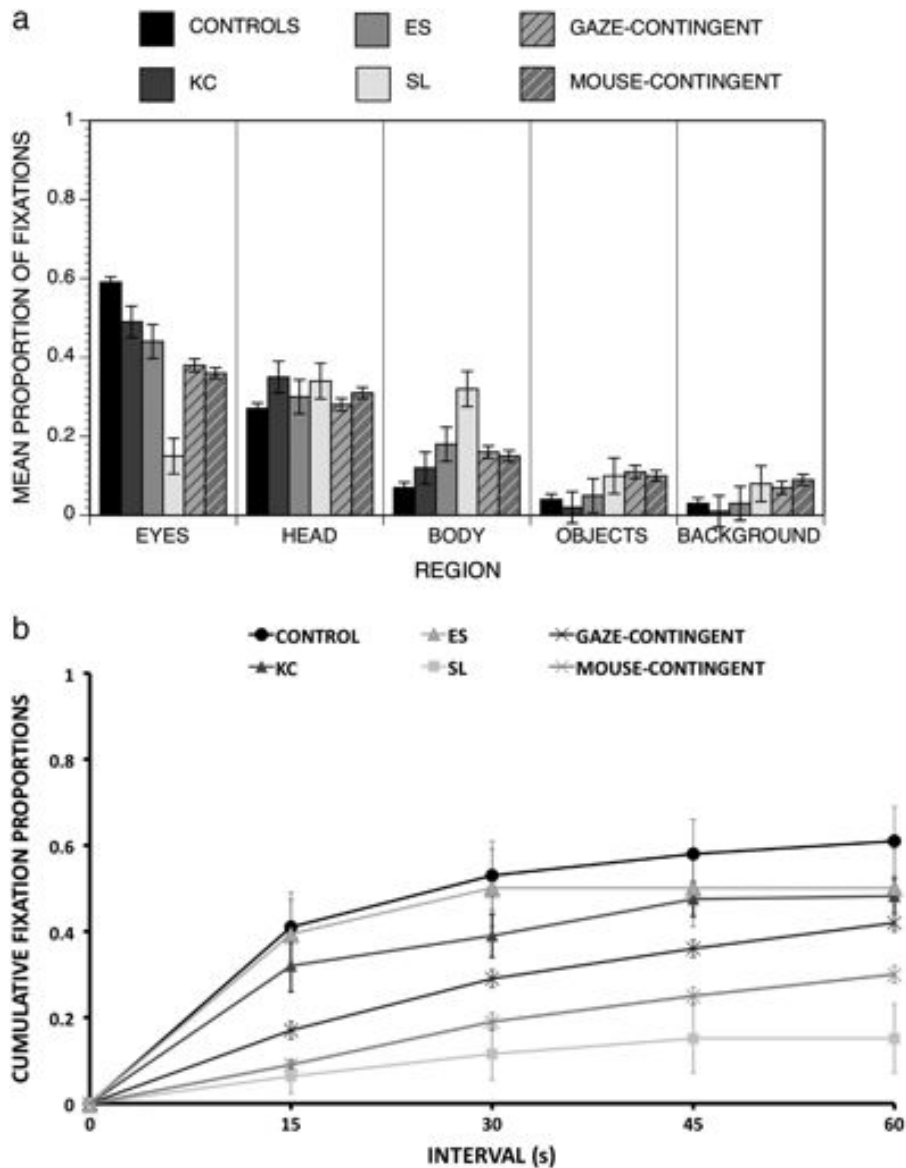 a
CONTROLS ES GAZE-CONTINGENT
KC SL MOUSE-CONTINGENT
MEAN PROPORTION OF FIXATIONS
1
0.8
0.6
0.4
0.2
0
EYES HEAD BODY OBJECTS BACKGROUND
REGION
b
CONTROL ES GAZE-CONTINGENT
KC SL MOUSE-CONTINGENT
CUMULATIVE FIXATION PROPORTIONS
1
0.8
0.6
0.4
0.2
0
0 15 30 45 60
INTERVAL (s)